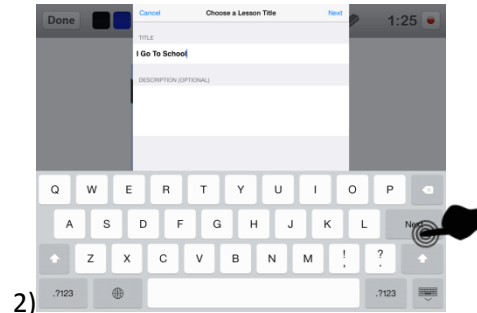 Done
1:25
Cancel Choose a Lesson Title Next
TITLE
I Go To School
DESCRIPTION (OPTIONAL)
Q W E R T Y U I O P
A S D F G H J K L Next
Z X C V B N M ! , ? .
.?123 .?123
2)